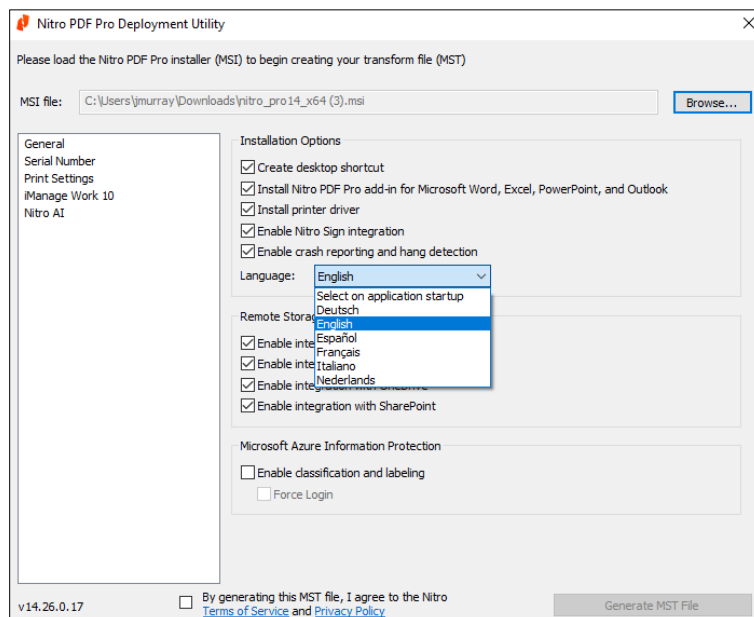 Nitro PDF Pro Deployment Utility
Please load the Nitro PDF Pro installer (MSI) to begin creating your transform file (MST)
MSI file: C:\Users\jmurray\Downloads\nitro_pro14_x64 (3).msi Browse...
General
Serial Number
Print Settings
iManage Work 10
Nitro AI
Installation Options
Create desktop shortcut
Install Nitro PDF Pro add-in for Microsoft Word, Excel, PowerPoint, and Outlook
Install printer driver
Enable Nitro Sign integration
Enable crash reporting and hang detection
Language: English
Select on application startup
Deutsch
English
Español
Français
Italiano
Nederlands
Remote
Enable
Enable
Enable integration with OneDrive
Enable integration with SharePoint
Microsoft Azure Information Protection
Enable classification and labeling
Force Login
v14.26.0.17
By generating this MST file, I agree to the Nitro
Terms of Service and Privacy Policy
Generate MST File